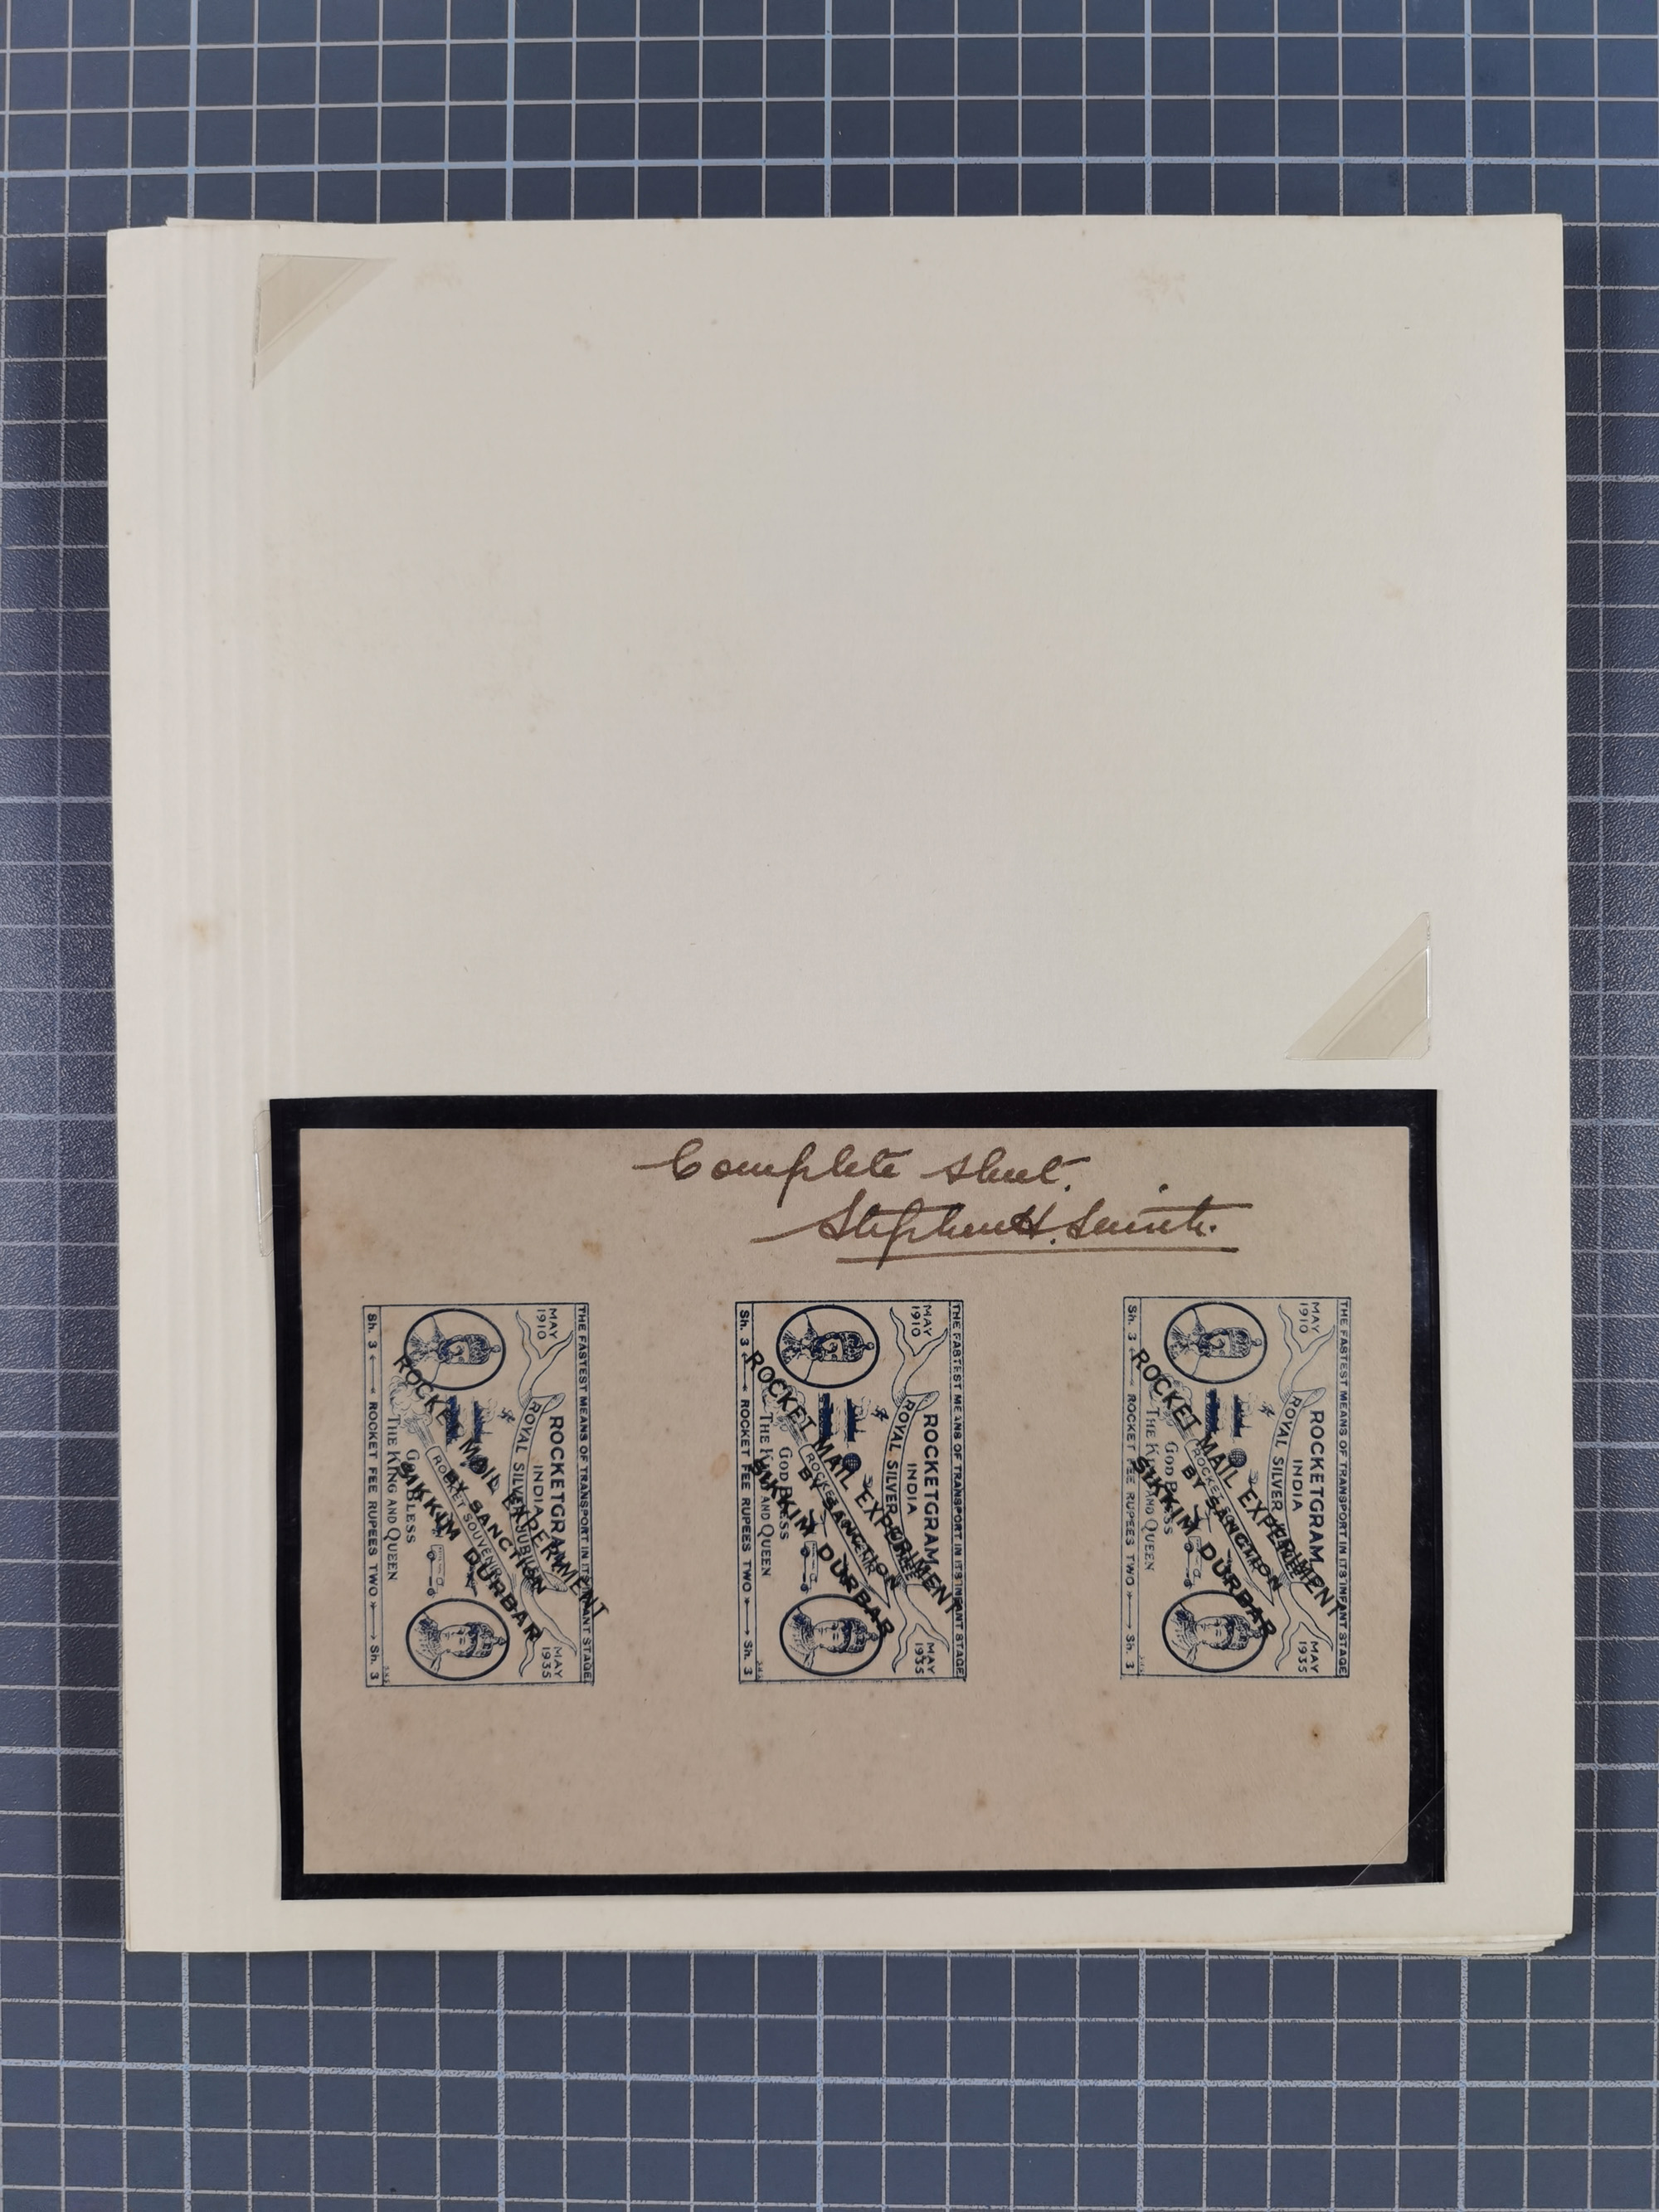 Complete sheet.
Stephen H. Smith.
THE FASTEST MEANS OF TRANSPORT IN ITS INFANT STAGE
MAY 1910
ROCKETGRAM
INDIA
MAY 1935
ROYAL SILVER JUBILEE
ROCKET SOUVENIR
GOD BLESS
THE KING AND QUEEN
Sh. 3 ROCKET FEE RUPEES TWO Sh. 3
ROCKET MAIL EXPERIMENT
BY SANCTION
SIKKIM DURBAR
THE FASTEST MEANS OF TRANSPORT IN ITS INFANT STAGE
MAY 1910
ROCKETGRAM
INDIA
MAY 1935
ROYAL SILVER JUBILEE
ROCKET SOUVENIR
GOD BLESS
THE KING AND QUEEN
Sh. 3 ROCKET FEE RUPEES TWO Sh. 3
ROCKET MAIL EXPERIMENT
BY SANCTION
SIKKIM DURBAR
THE FASTEST MEANS OF TRANSPORT IN ITS INFANT STAGE
MAY 1910
ROCKETGRAM
INDIA
MAY 1935
ROYAL SILVER JUBILEE
ROCKET
GOD BLESS
THE KING AND QUEEN
Sh. 3 ROCKET FEE RUPEES TWO Sh. 3
ROCKET MAIL EXPERIMENT
BY SANCTION
SIKKIM DURBAR